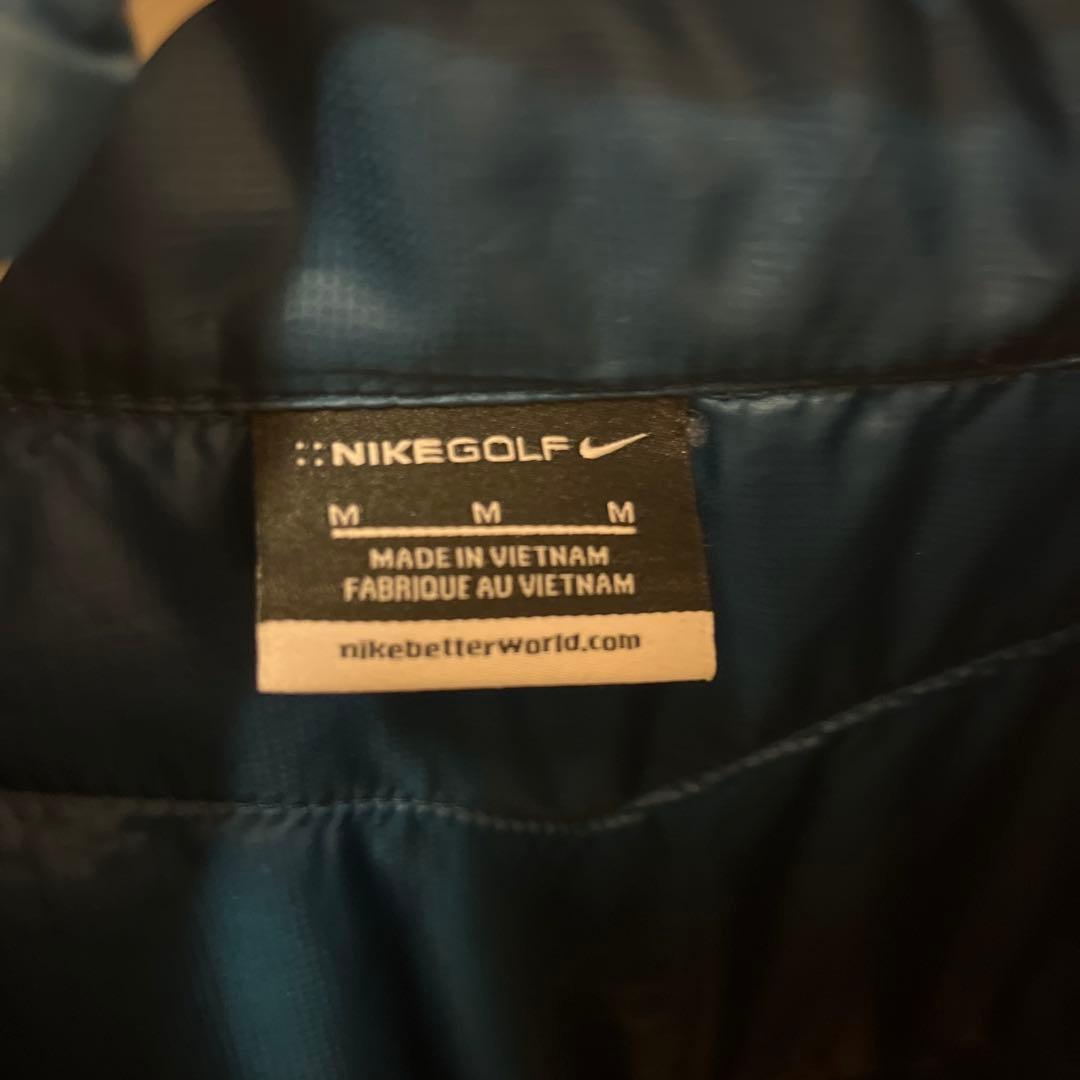 NIKEGOLF
M M M
MADE IN VIETNAM
FABRIQUE AU VIETNAM
nikebetterworld.com